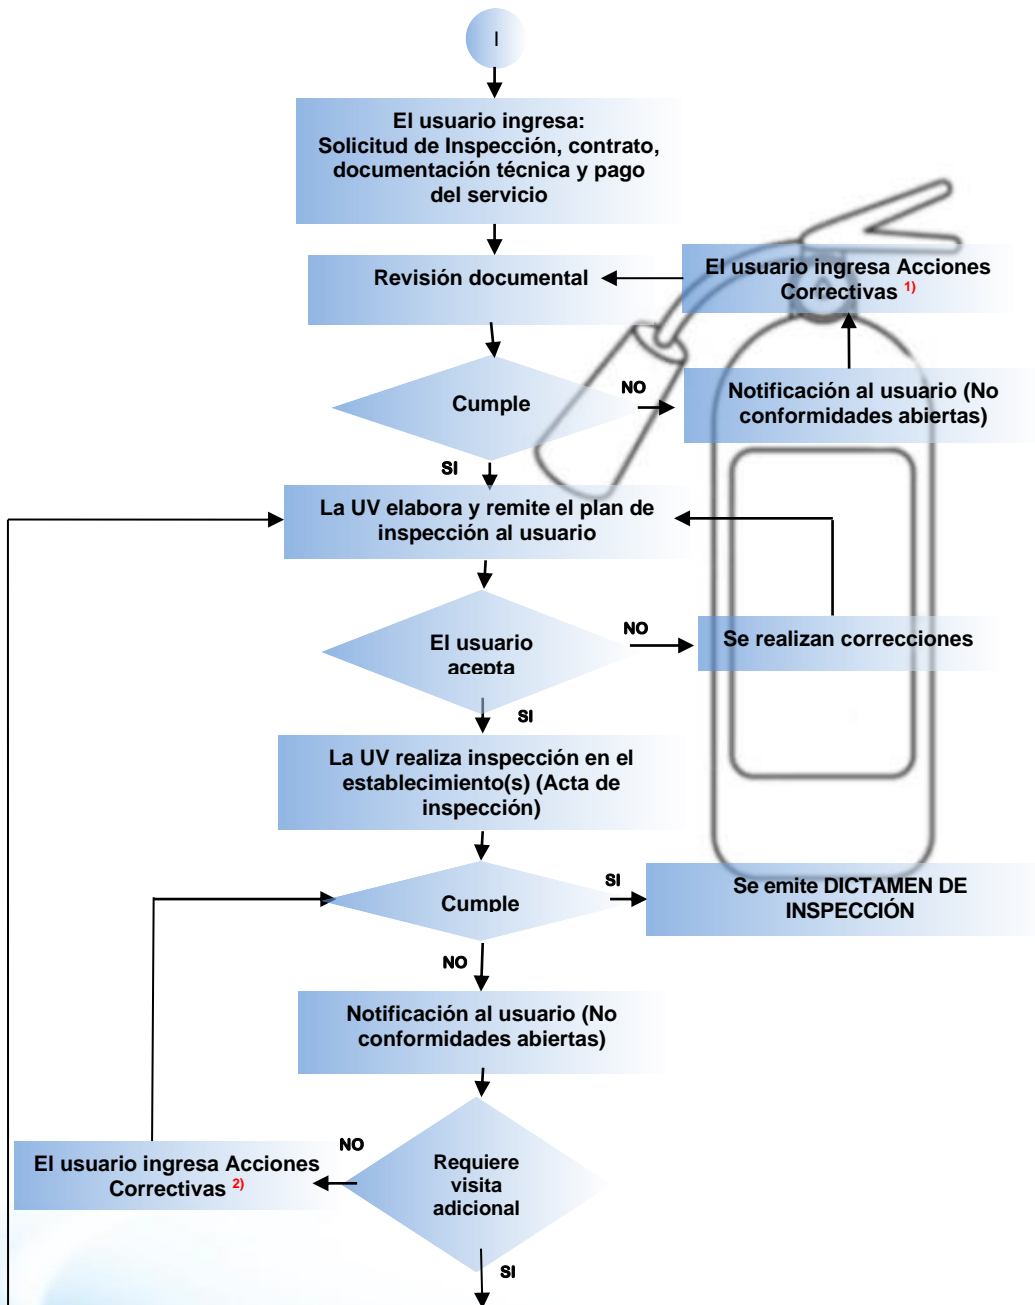 I
El usuario ingresa:
Solicitud de Inspección, contrato,
documentación técnica y pago
del servicio
Revisión documental
El usuario ingresa Acciones
Correctivas 1)
Cumple
NO
Notificación al usuario (No
conformidades abiertas)
SI
La UV elabora y remite el plan de
inspección al usuario
El usuario
acepta
NO
Se realizan correcciones
SI
La UV realiza inspección en el
establecimiento(s) (Acta de
inspección)
Cumple
SI
Se emite DICTAMEN DE
INSPECCIÓN
NO
Notificación al usuario (No
conformidades abiertas)
Requiere
visita
adicional
NO
El usuario ingresa Acciones
Correctivas 2)
SI